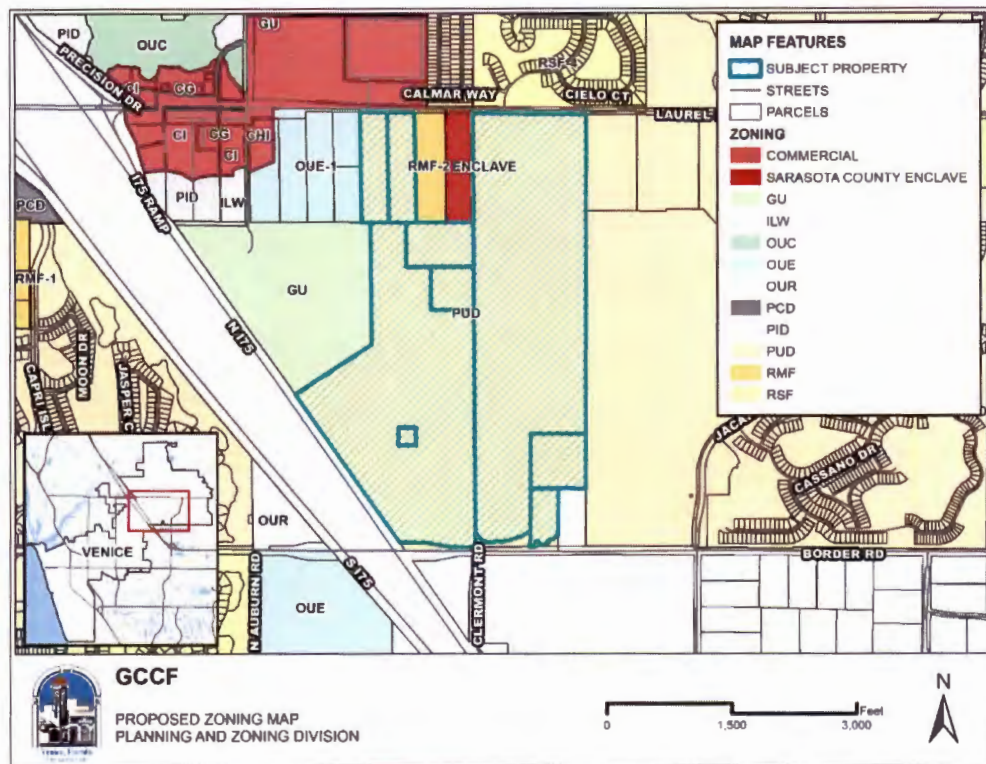 PID
OUC
GU
PRECISION DR
CI
CG
RSF-4
CALMAR WAY
CIELO CT
LAUREL
CI
CG
CHI
CI
OUE-1
RMF-2 ENCLAVE
I75 RAMP
PID
ILW
PCD
RMF-1
GU
PUD
N I75
MOON DR
CAPRI ISL
JASPER C
JACA
CASSANO DR
OUR
VENICE
N AUBURN RD
S I75
CLERMONT RD
BORDER RD
OUE
MAP FEATURES
SUBJECT PROPERTY
STREETS
PARCELS
ZONING
COMMERCIAL
SARASOTA COUNTY ENCLAVE
GU
ILW
OUC
OUE
OUR
PCD
PID
PUD
RMF
RSF
GCCF
PROPOSED ZONING MAP
PLANNING AND ZONING DIVISION
0 1,500 3,000
Feet
N